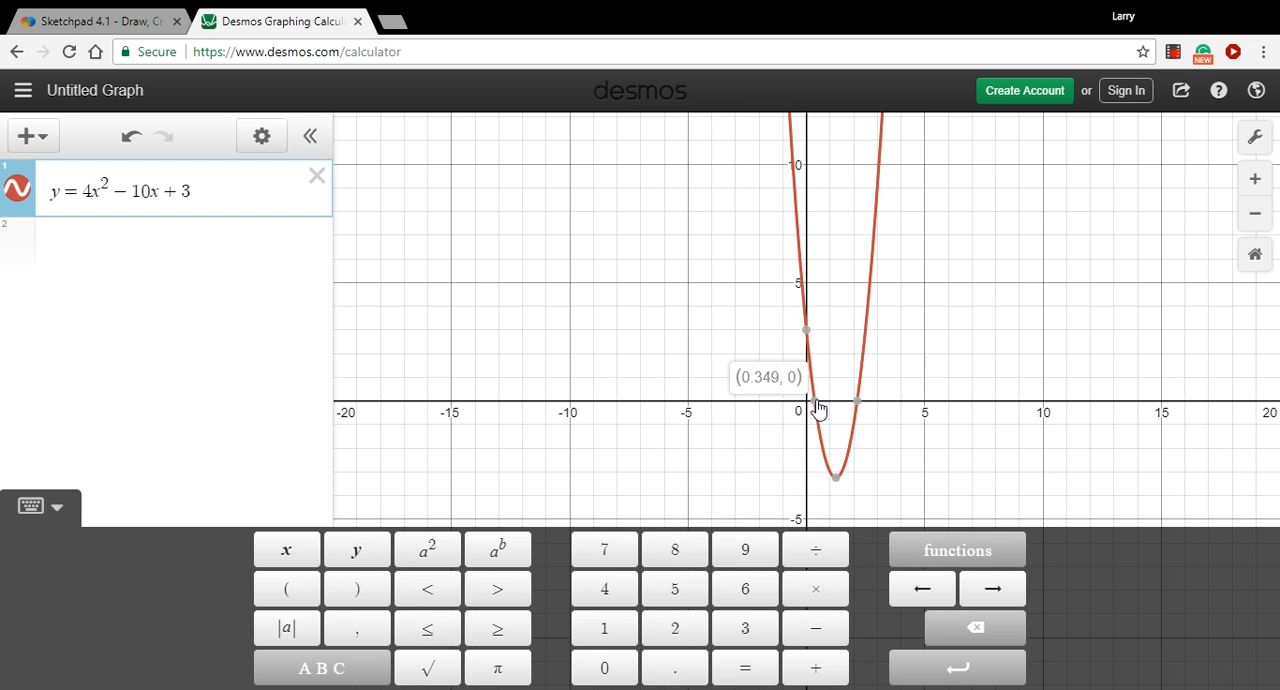 Larry
Sketchpad 4.1 - Draw, Cr
Desmos Graphing Calcul
Secure https://www.desmos.com/calculator
NEW
Untitled Graph
desmos
Create Account or Sign In
1
y = 4x² − 10x + 3
2
10
5
(0.349, 0)
-20 -15 -10 -5 0 5 10 15 20
-5
x y a² aᵇ 7 8 9 ÷ functions
( ) < > 4 5 6 × ← →
|a| , ≤ ≥ 1 2 3 −
A B C √ π 0 . = +